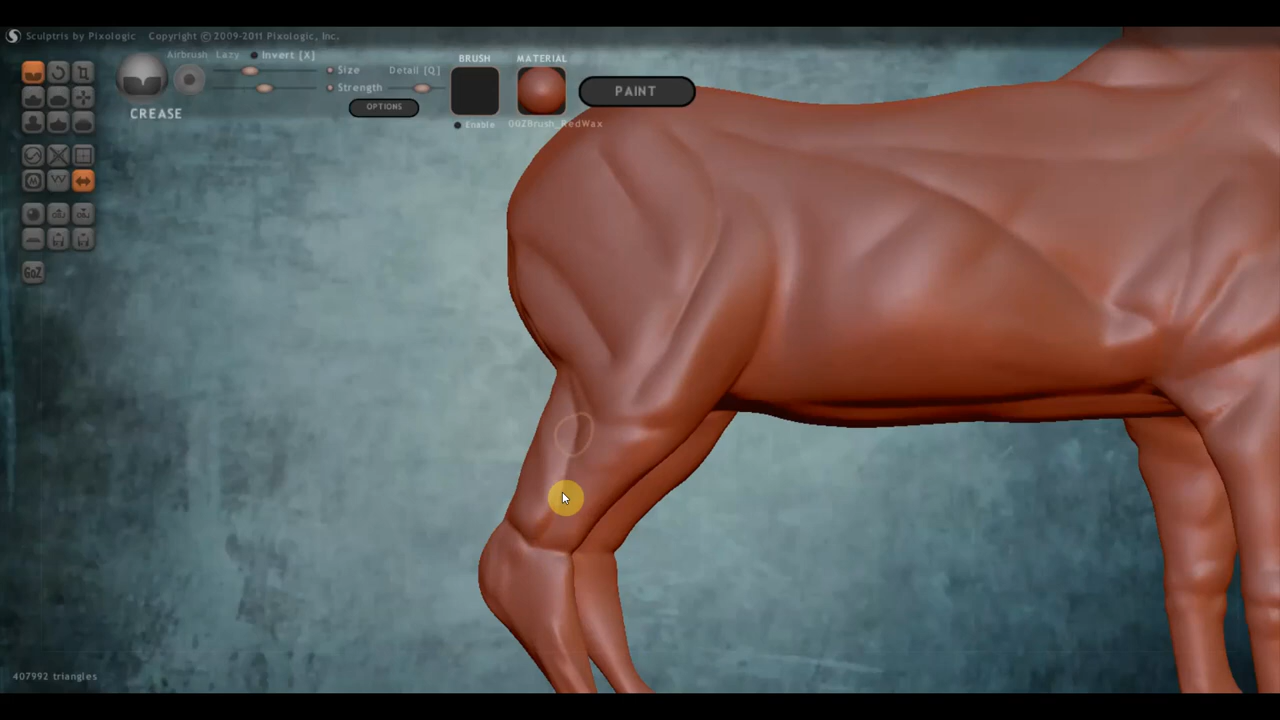 Sculptris by Pixologic Copyright ©2009-2011 Pixologic, Inc.
Airbrush Lazy Invert [X]
Size Detail [Q]
Strength
OPTIONS
CREASE
BRUSH MATERIAL
PAINT
Enable GOZBrush_RedWax
GoZ
407992 triangles